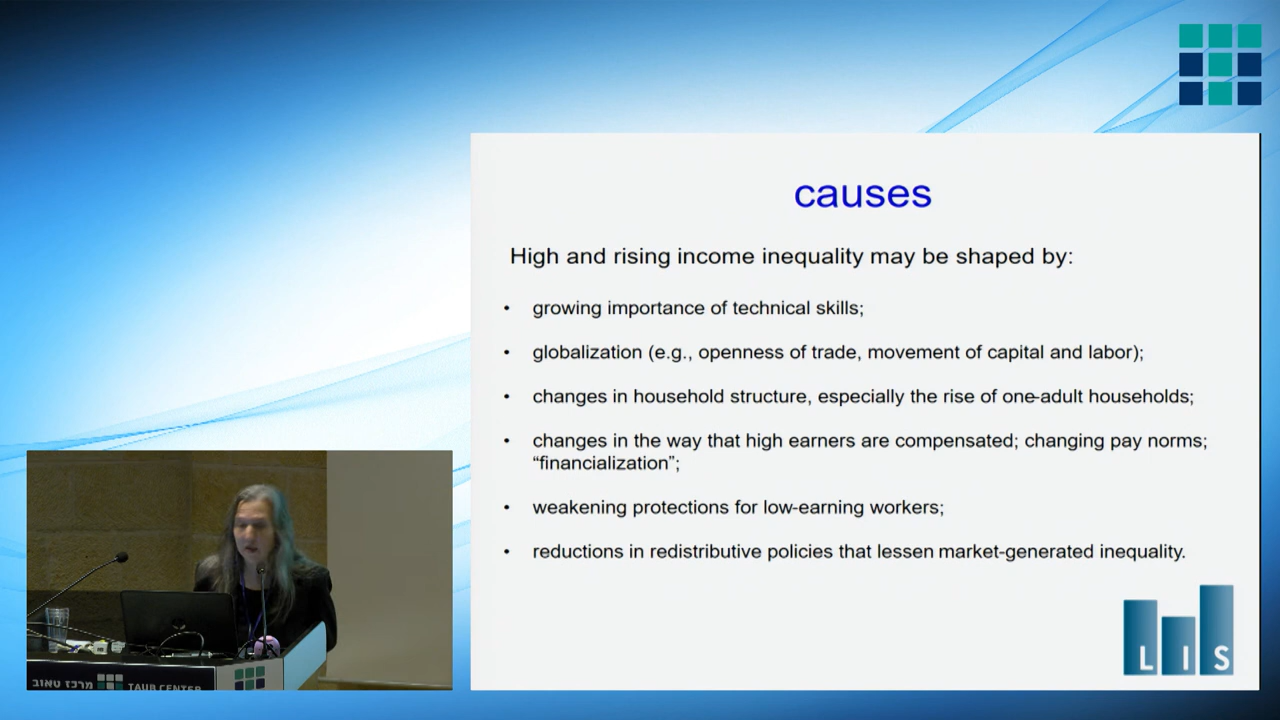 causes
High and rising income inequality may be shaped by:
• growing importance of technical skills;
• globalization (e.g., openness of trade, movement of capital and labor);
• changes in household structure, especially the rise of one-adult households;
• changes in the way that high earners are compensated; changing pay norms;
“financialization”;
• weakening protections for low-earning workers;
• reductions in redistributive policies that lessen market-generated inequality.
LIS
מרכז טאוב TAUB CENTER